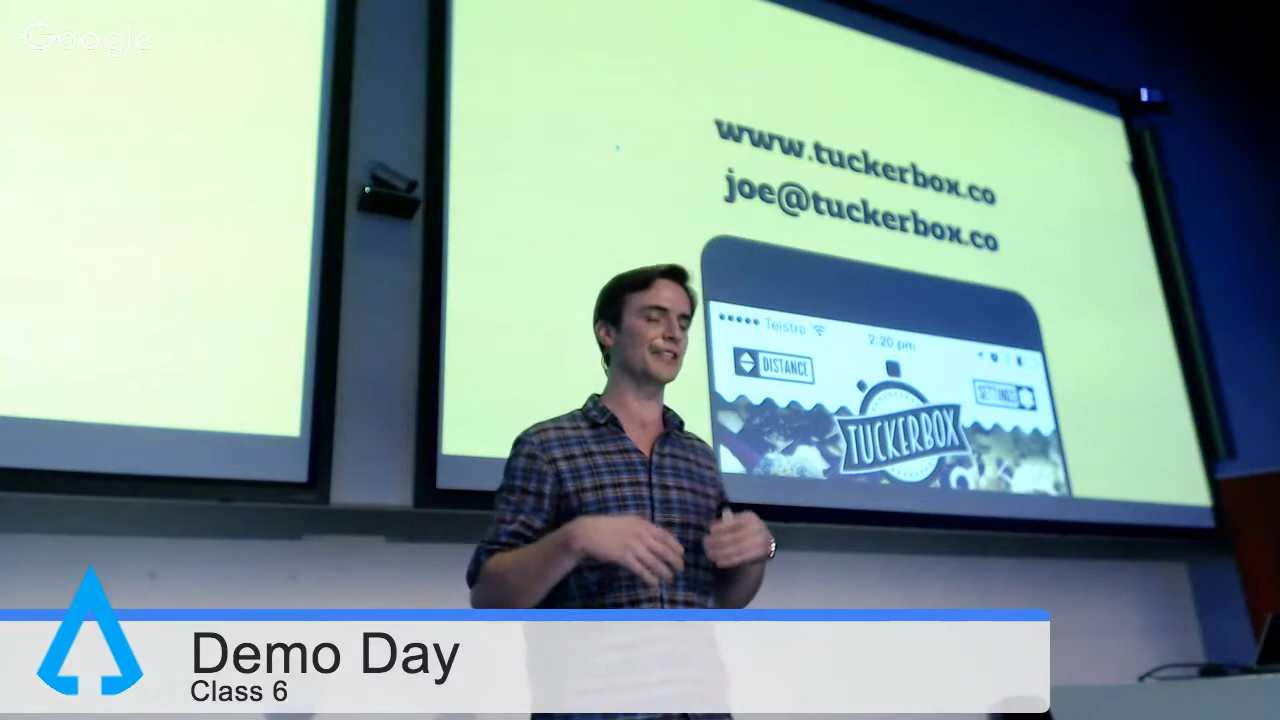 Google
www.tuckerbox.co
joe@tuckerbox.co
Telstra
2:20 pm
DISTANCE
SETTINGS
TUCKERBOX
Demo Day
Class 6